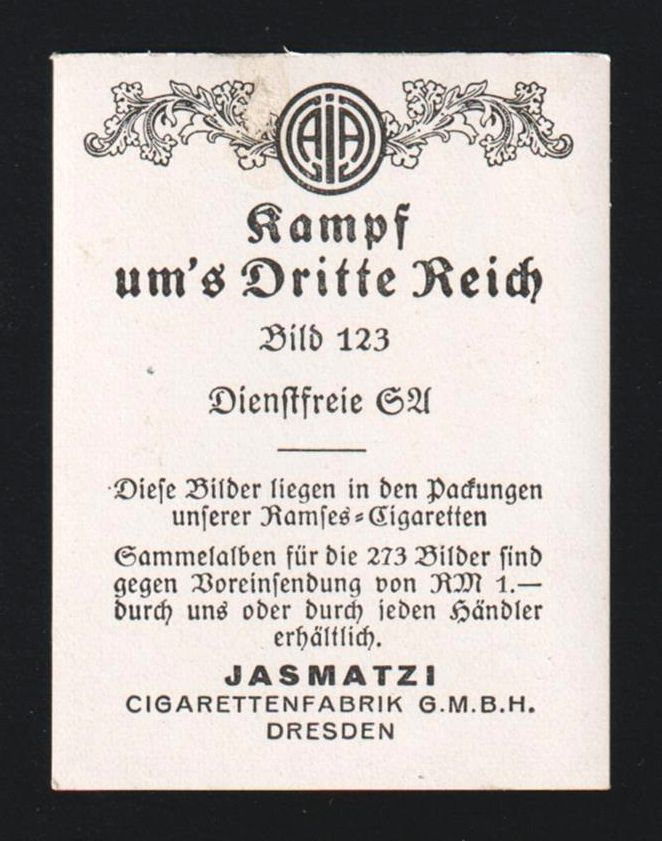 AJA
Kampf
um's Dritte Reich
Bild 123
Dienstfreie SA
Diese Bilder liegen in den Packungen
unserer Ramses-Cigaretten
Sammelalben für die 273 Bilder sind
gegen Voreinsendung von RM 1.—
durch uns oder durch jeden Händler
erhältlich.
JASMATZI
CIGARETTENFABRIK G.M.B.H.
DRESDEN